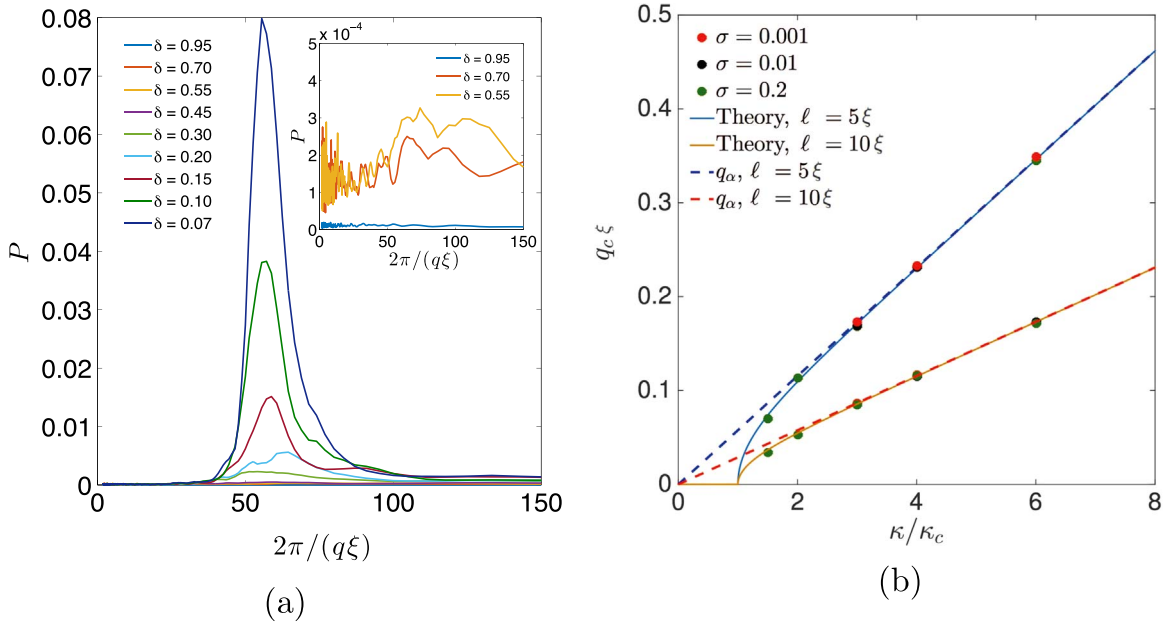 0.08
0.07
0.06
0.05
0.04
0.03
0.02
0.01
0
0
50
100
150
P
2π/(qξ)
δ = 0.95
δ = 0.70
δ = 0.55
δ = 0.45
δ = 0.30
δ = 0.20
δ = 0.15
δ = 0.10
δ = 0.07
5 × 10⁻⁴
4
3
2
1
0
0
50
100
150
P
2π/(qξ)
δ = 0.95
δ = 0.70
δ = 0.55
(a)
0.5
0.4
0.3
0.2
0.1
0
0
2
4
6
8
q_c ξ
κ/κ_c
σ = 0.001
σ = 0.01
σ = 0.2
Theory, ℓ = 5ξ
Theory, ℓ = 10ξ
q_α, ℓ = 5ξ
q_α, ℓ = 10ξ
(b)